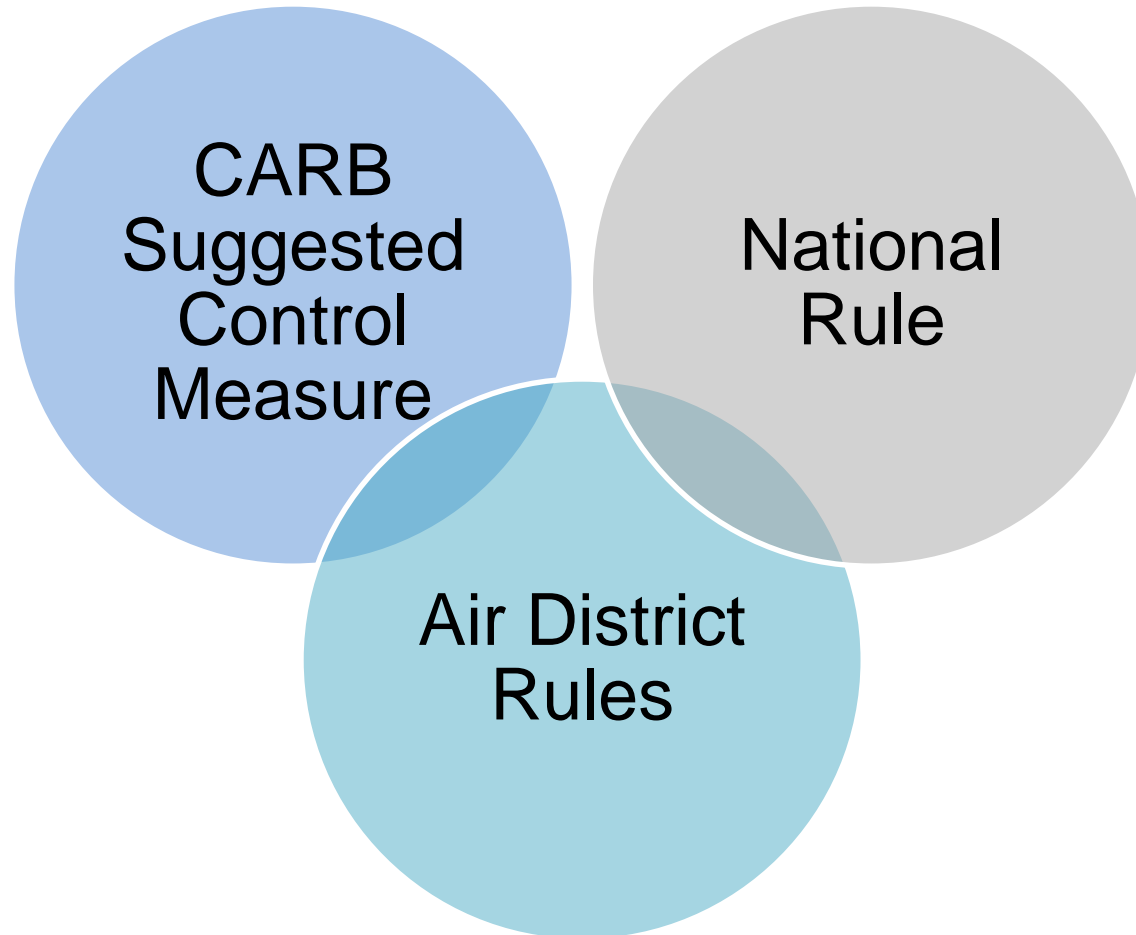 CARB
Suggested
Control
Measure
National
Rule
Air District
Rules